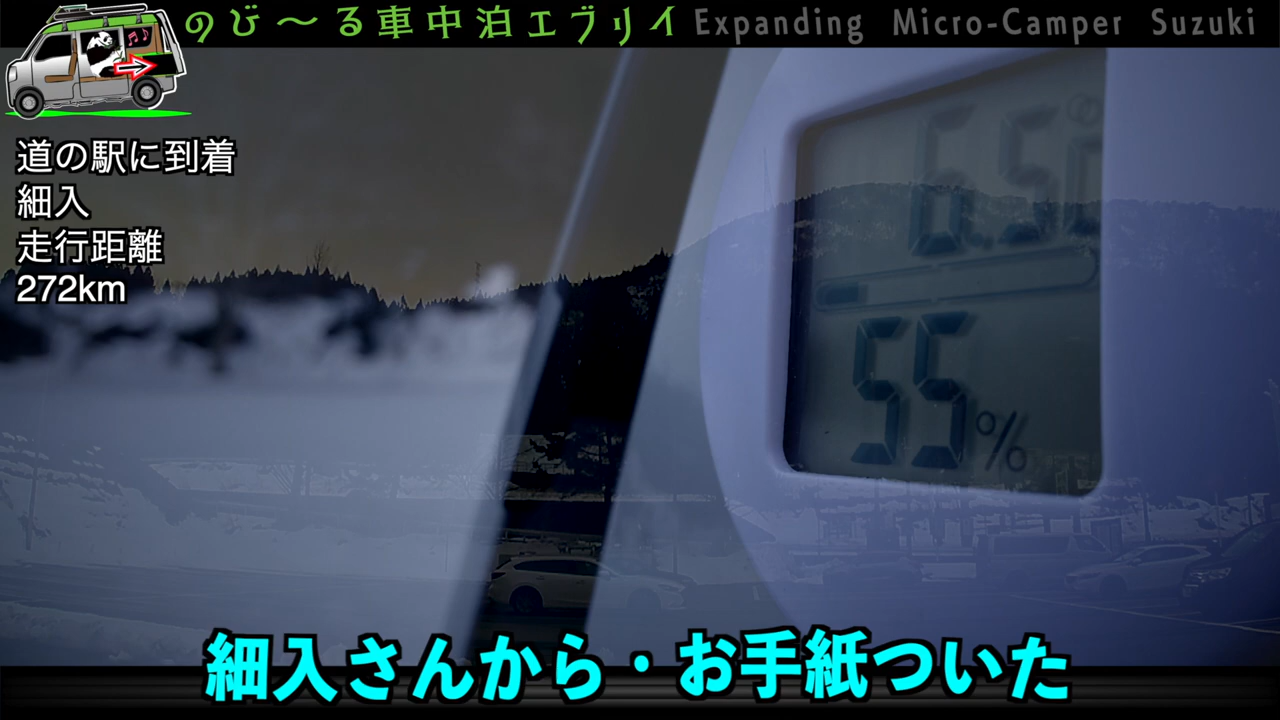 のび～る車中泊エブリイ Expanding Micro-Camper Suzuki
道の駅に到着
細入
走行距離
272km
6.5℃
55%
細入さんから・お手紙ついた